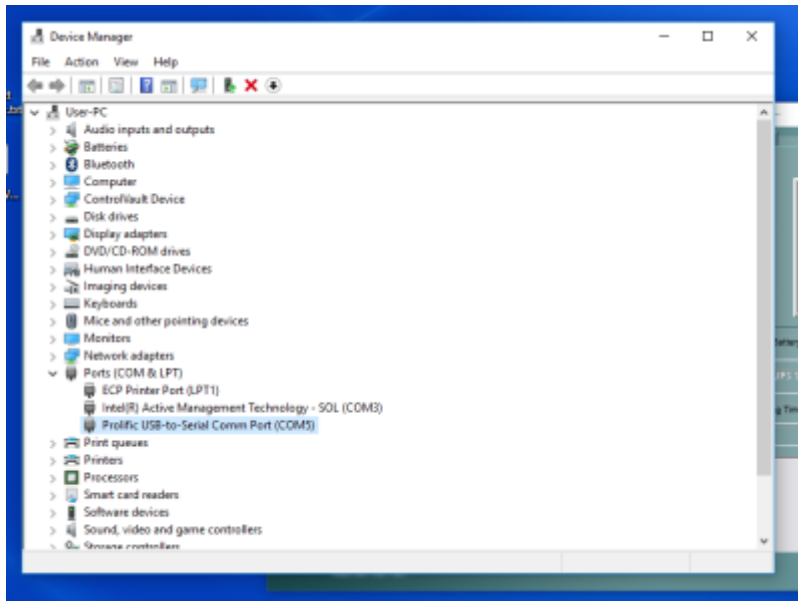 Device Manager
File Action View Help
User-PC
Audio inputs and outputs
Batteries
Bluetooth
Computer
ControlVault Device
Disk drives
Display adapters
DVD/CD-ROM drives
Human Interface Devices
Imaging devices
Keyboards
Mice and other pointing devices
Monitors
Network adapters
Ports (COM & LPT)
ECP Printer Port (LPT1)
Intel(R) Active Management Technology - SOL (COM3)
Prolific USB-to-Serial Comm Port (COM5)
Print queues
Printers
Processors
Smart card readers
Software devices
Sound, video and game controllers
Storage controllers